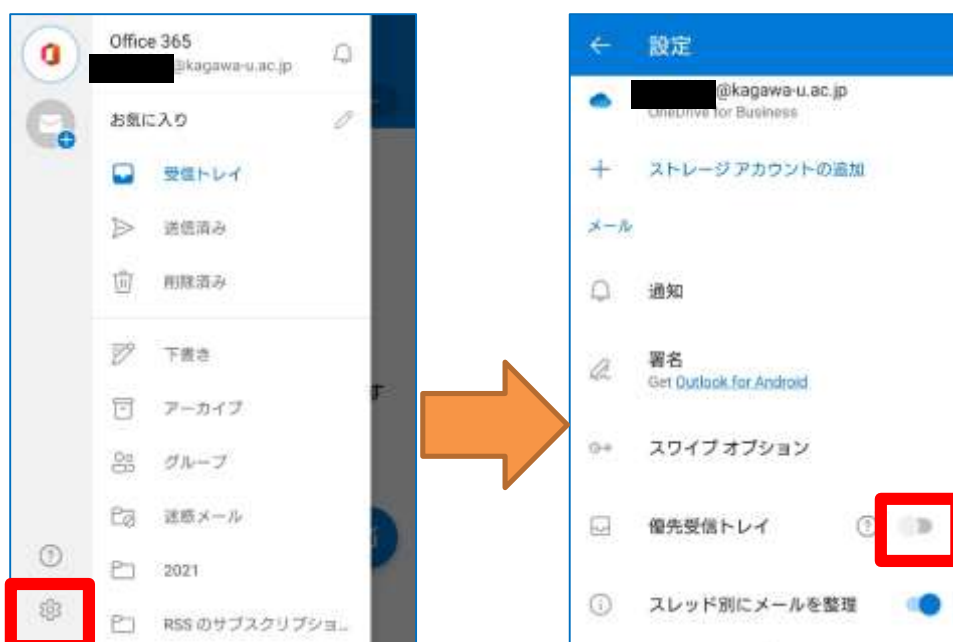 Office 365
@kagawa-u.ac.jp
お気に入り
受信トレイ
送信済み
削除済み
下書き
アーカイブ
グループ
迷惑メール
2021
RSS のサブスクリプショ...
す
設定
@kagawa-u.ac.jp
OneDrive for Business
ストレージ アカウントの追加
メール
通知
署名
Get Outlook for Android
スワイプ オプション
優先受信トレイ
スレッド別にメールを整理